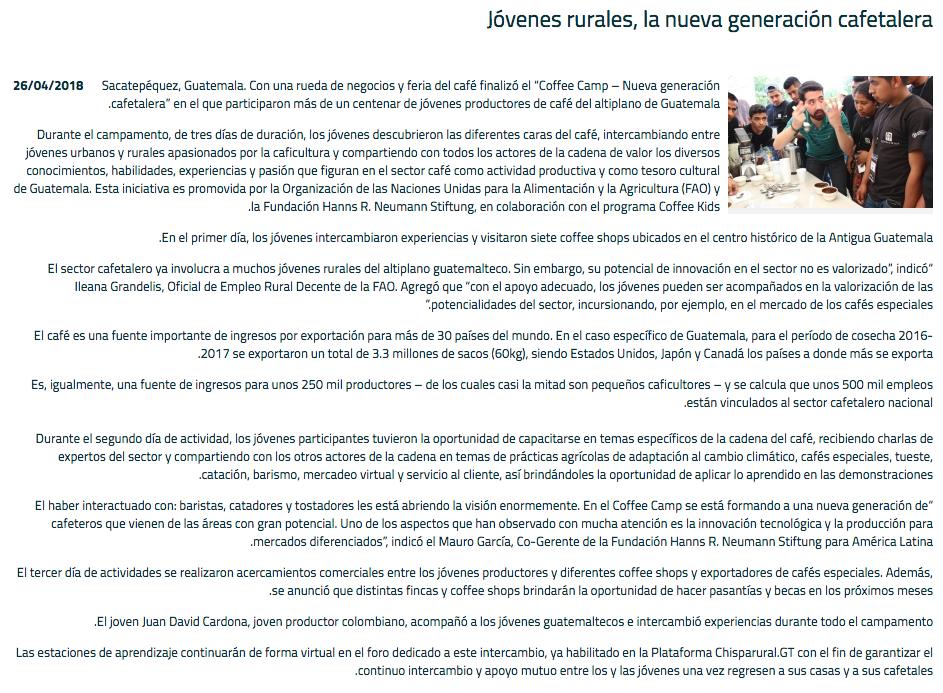 Jóvenes rurales, la nueva generación cafetalera
26/04/2018 Sacatepéquez, Guatemala. Con una rueda de negocios y feria del café finalizó el “Coffee Camp – Nueva generación
.cafetalera” en el que participaron más de un centenar de jóvenes productores de café del altiplano de Guatemala
Durante el campamento, de tres días de duración, los jóvenes descubrieron las diferentes caras del café, intercambiando entre
jóvenes urbanos y rurales apasionados por la caficultura y compartiendo con todos los actores de la cadena de valor los diversos
conocimientos, habilidades, experiencias y pasión que figuran en el sector café como actividad productiva y como tesoro cultural
de Guatemala. Esta iniciativa es promovida por la Organización de las Naciones Unidas para la Alimentación y la Agricultura (FAO) y
.la Fundación Hanns R. Neumann Stiftung, en colaboración con el programa Coffee Kids
.En el primer día, los jóvenes intercambiaron experiencias y visitaron siete coffee shops ubicados en el centro histórico de la Antigua Guatemala
El sector cafetalero ya involucra a muchos jóvenes rurales del altiplano guatemalteco. Sin embargo, su potencial de innovación en el sector no es valorizado”, indicó“
Ileana Grandelis, Oficial de Empleo Rural Decente de la FAO. Agregó que “con el apoyo adecuado, los jóvenes pueden ser acompañados en la valorización de las
”.potencialidades del sector, incursionando, por ejemplo, en el mercado de los cafés especiales
El café es una fuente importante de ingresos por exportación para más de 30 países del mundo. En el caso específico de Guatemala, para el período de cosecha 2016-
.2017 se exportaron un total de 3.3 millones de sacos (60kg), siendo Estados Unidos, Japón y Canadá los países a donde más se exporta
Es, igualmente, una fuente de ingresos para unos 250 mil productores – de los cuales casi la mitad son pequeños caficultores – y se calcula que unos 500 mil empleos
.están vinculados al sector cafetalero nacional
Durante el segundo día de actividad, los jóvenes participantes tuvieron la oportunidad de capacitarse en temas específicos de la cadena del café, recibiendo charlas de
expertos del sector y compartiendo con los otros actores de la cadena en temas de prácticas agrícolas de adaptación al cambio climático, cafés especiales, tueste,
.catación, barismo, mercadeo virtual y servicio al cliente, así brindándoles la oportunidad de aplicar lo aprendido en las demostraciones
El haber interactuado con: baristas, catadores y tostadores les está abriendo la visión enormemente. En el Coffee Camp se está formando a una nueva generación de“
cafeteros que vienen de las áreas con gran potencial. Uno de los aspectos que han observado con mucha atención es la innovación tecnológica y la producción para
.mercados diferenciados”, indicó el Mauro García, Co-Gerente de la Fundación Hanns R. Neumann Stiftung para América Latina
El tercer día de actividades se realizaron acercamientos comerciales entre los jóvenes productores y diferentes coffee shops y exportadores de cafés especiales. Además,
.se anunció que distintas fincas y coffee shops brindarán la oportunidad de hacer pasantías y becas en los próximos meses
.El joven Juan David Cardona, joven productor colombiano, acompañó a los jóvenes guatemaltecos e intercambió experiencias durante todo el campamento
Las estaciones de aprendizaje continuarán de forma virtual en el foro dedicado a este intercambio, ya habilitado en la Plataforma Chisparural.GT con el fin de garantizar el
.continuo intercambio y apoyo mutuo entre los y las jóvenes una vez regresen a sus casas y a sus cafetales